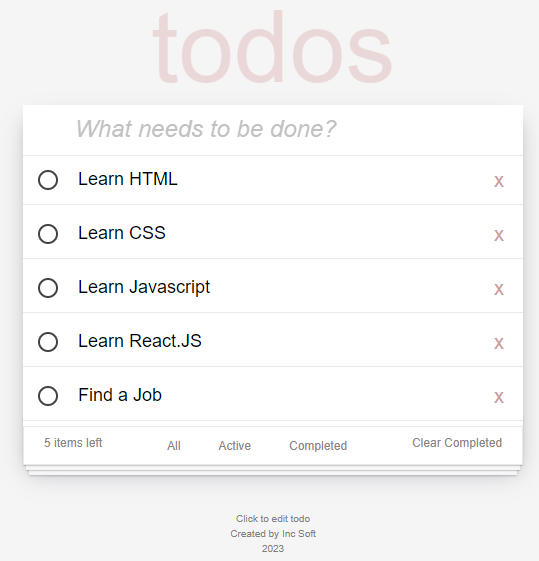 todos
What needs to be done?
Learn HTML x
Learn CSS x
Learn Javascript x
Learn React.JS x
Find a Job x
5 items left All Active Completed Clear Completed
Click to edit todo
Created by Inc Soft
2023